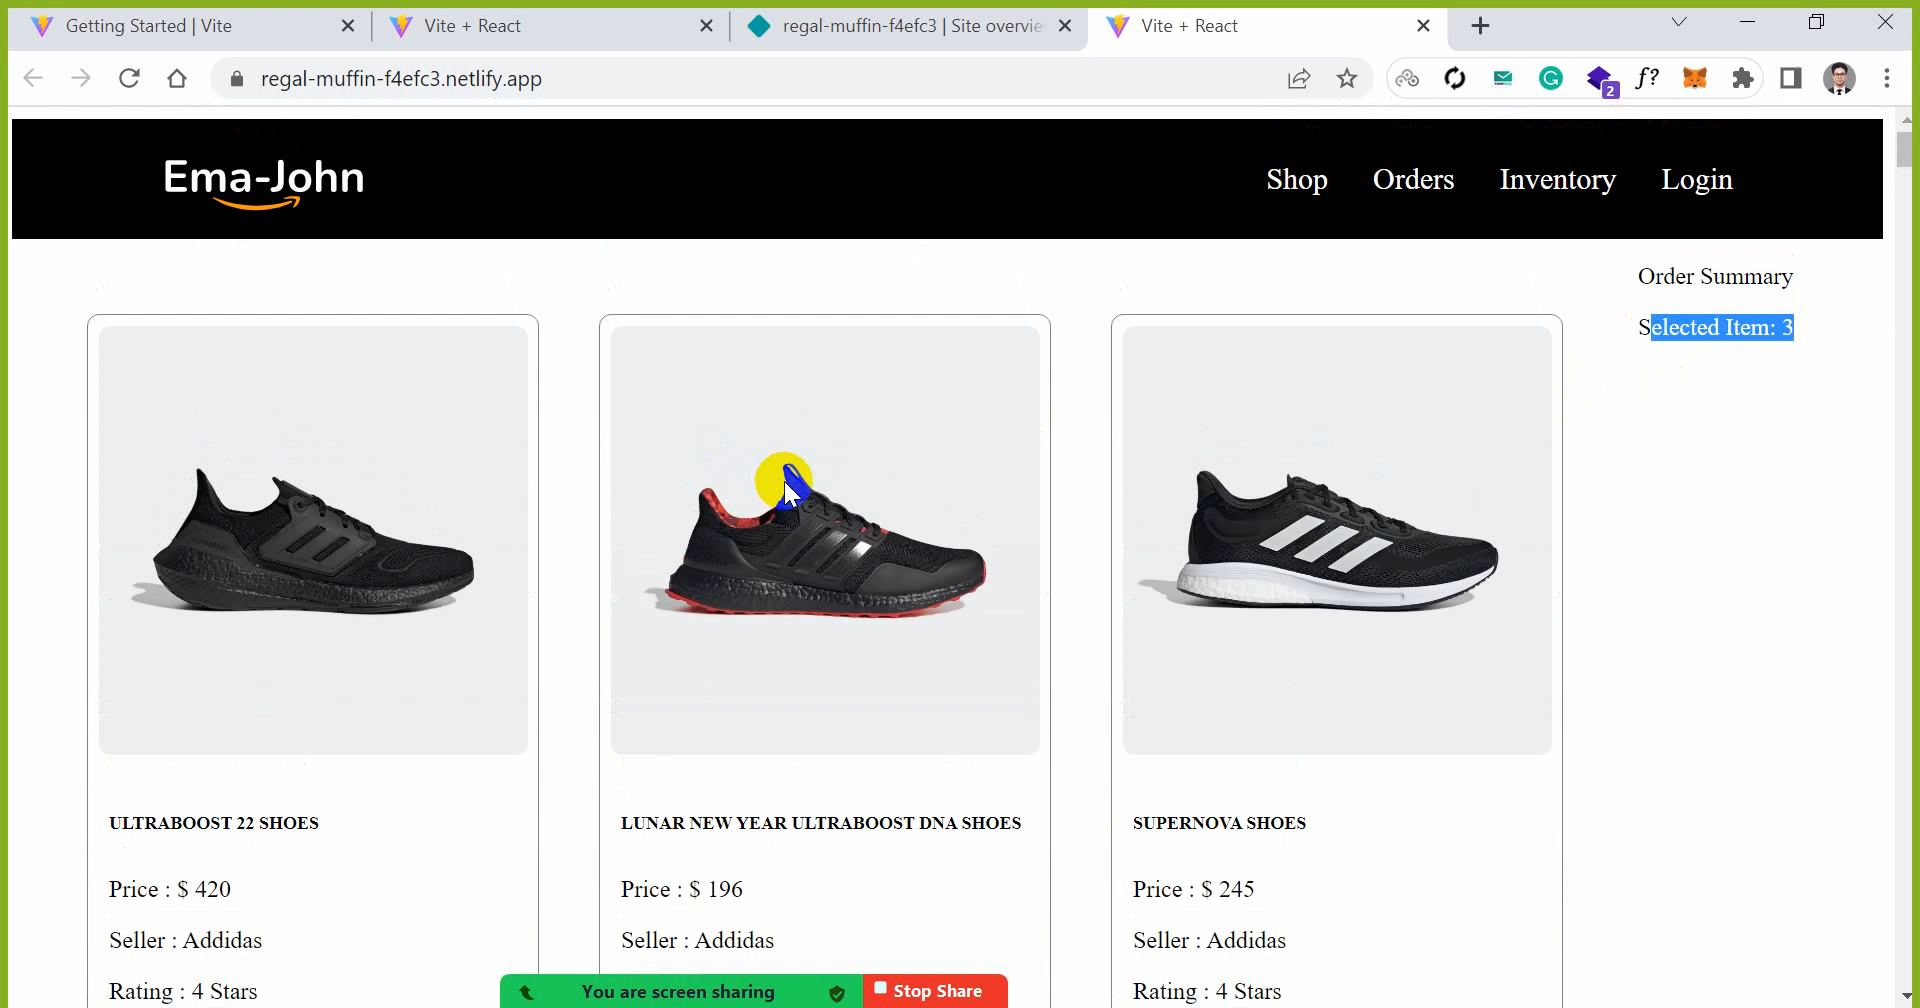 Getting Started | Vite
Vite + React
regal-muffin-f4efc3 | Site overvie
Vite + React
regal-muffin-f4efc3.netlify.app
f?
2
Ema-John
Shop Orders Inventory Login
Order Summary
Selected Item: 3
ULTRABOOST 22 SHOES
Price : $ 420
Seller : Addidas
Rating : 4 Stars
LUNAR NEW YEAR ULTRABOOST DNA SHOES
Price : $ 196
Seller : Addidas
SUPERNOVA SHOES
Price : $ 245
Seller : Addidas
Rating : 4 Stars
You are screen sharing
Stop Share